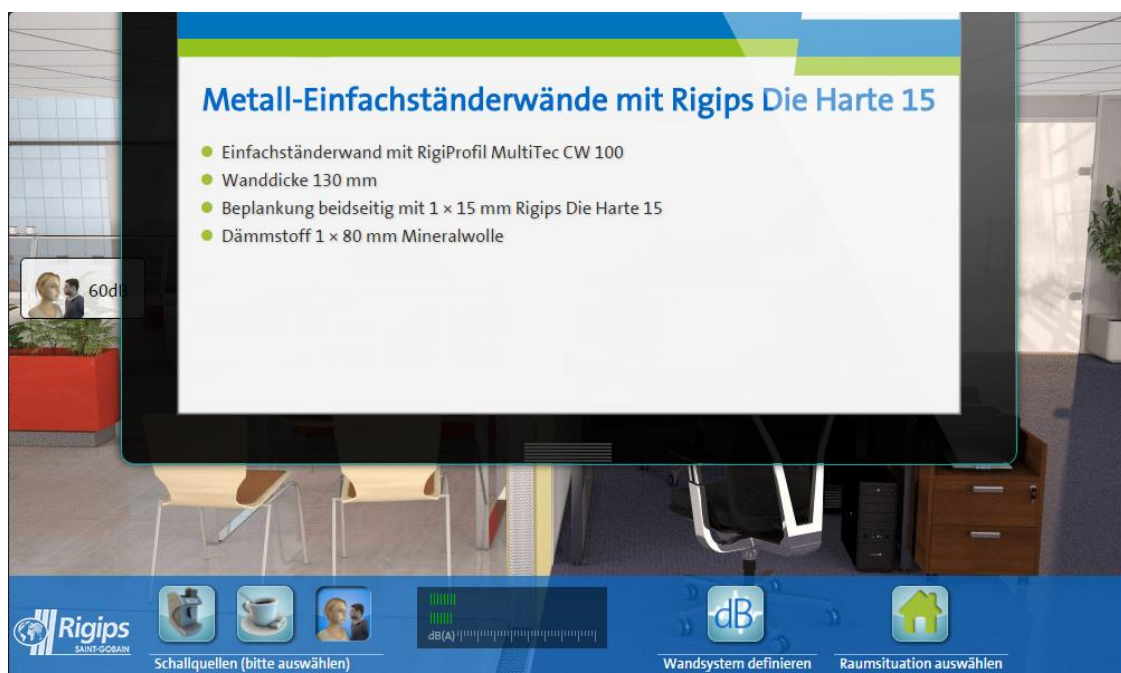 Metall-Einfachständerwände mit Rigips Die Harte 15
Einfachständerwand mit RigiProfil MultiTec CW 100
Wanddicke 130 mm
Beplankung beidseitig mit 1 × 15 mm Rigips Die Harte 15
Dämmstoff 1 × 80 mm Mineralwolle
60dB
Rigips
SAINT-GOBAIN
dB(A)
dB
Schallquellen (bitte auswählen)
Wandsystem definieren
Raumsituation auswählen